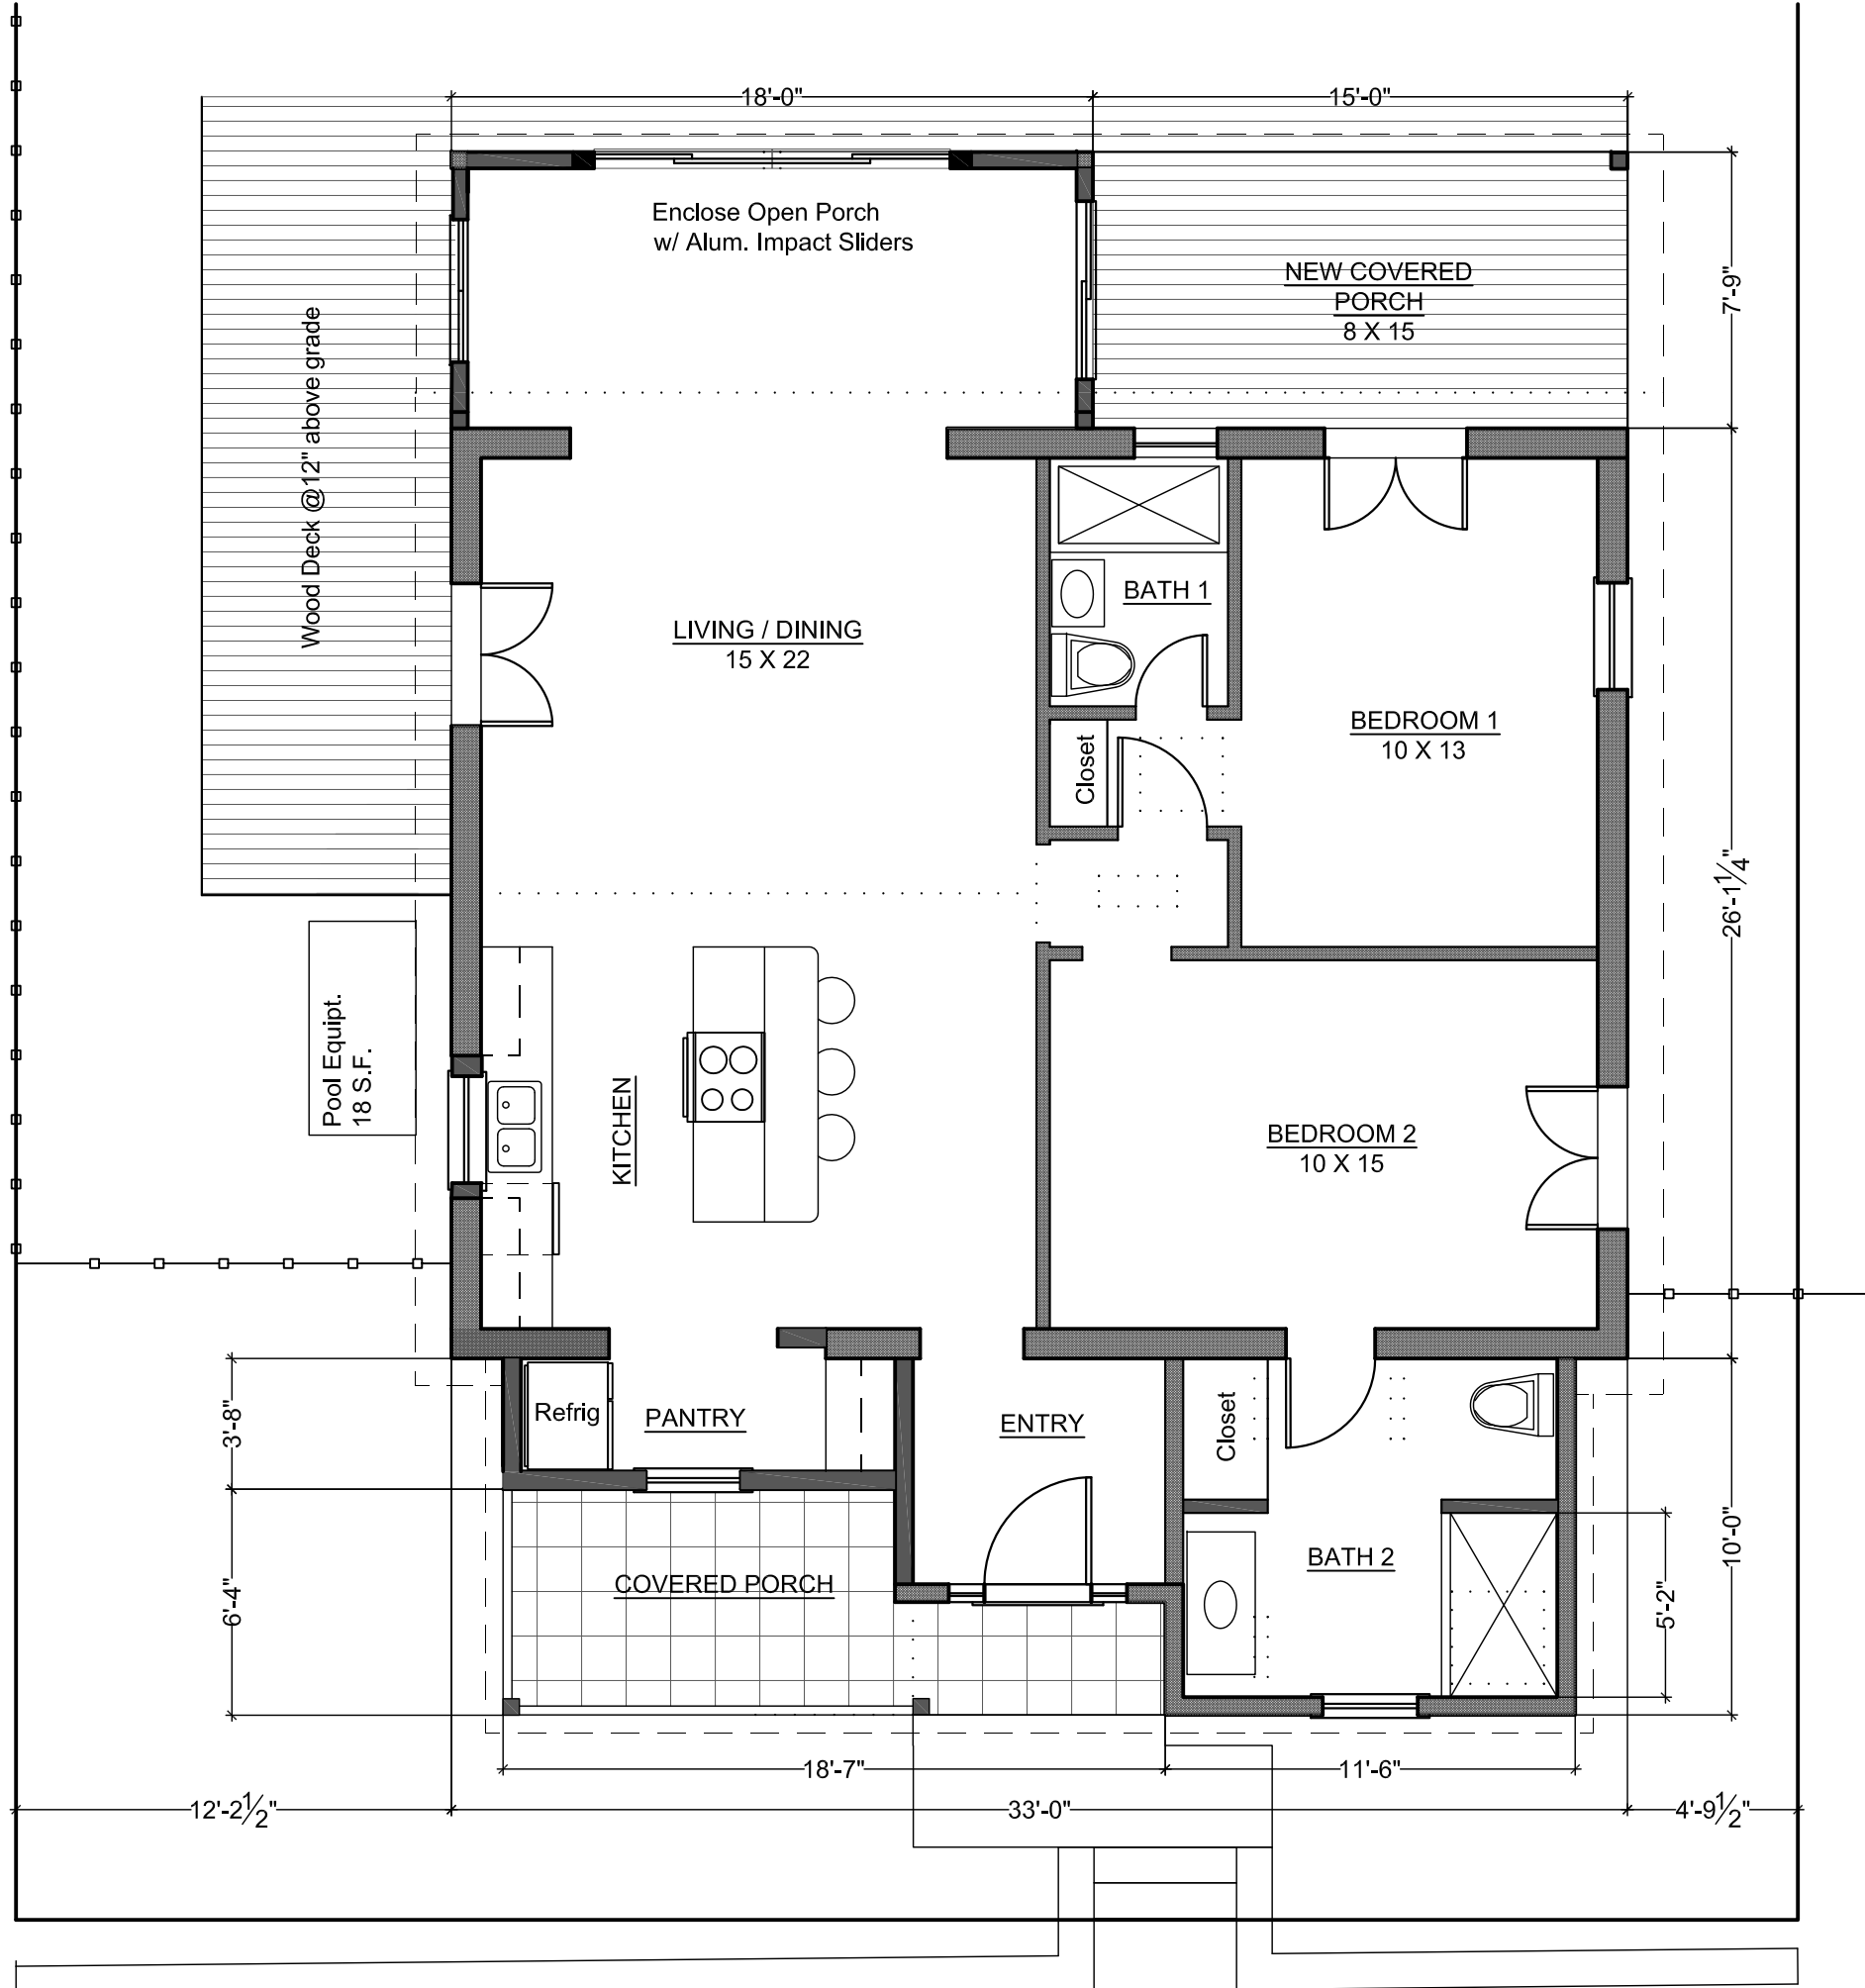 18'-0"
15'-0"
Enclose Open Porch
w/ Alum. Impact Sliders
NEW COVERED
PORCH
8 X 15
7'-9"
Wood Deck @12" above grade
LIVING / DINING
15 X 22
BATH 1
BEDROOM 1
10 X 13
Closet
26'-1 1/4"
Pool Equipt.
18 S.F.
KITCHEN
BEDROOM 2
10 X 15
3'-8"
Refrig
PANTRY
ENTRY
Closet
6'-4"
COVERED PORCH
BATH 2
5'-2"
10'-0"
18'-7"
11'-6"
12'-2 1/2"
33'-0"
4'-9 1/2"